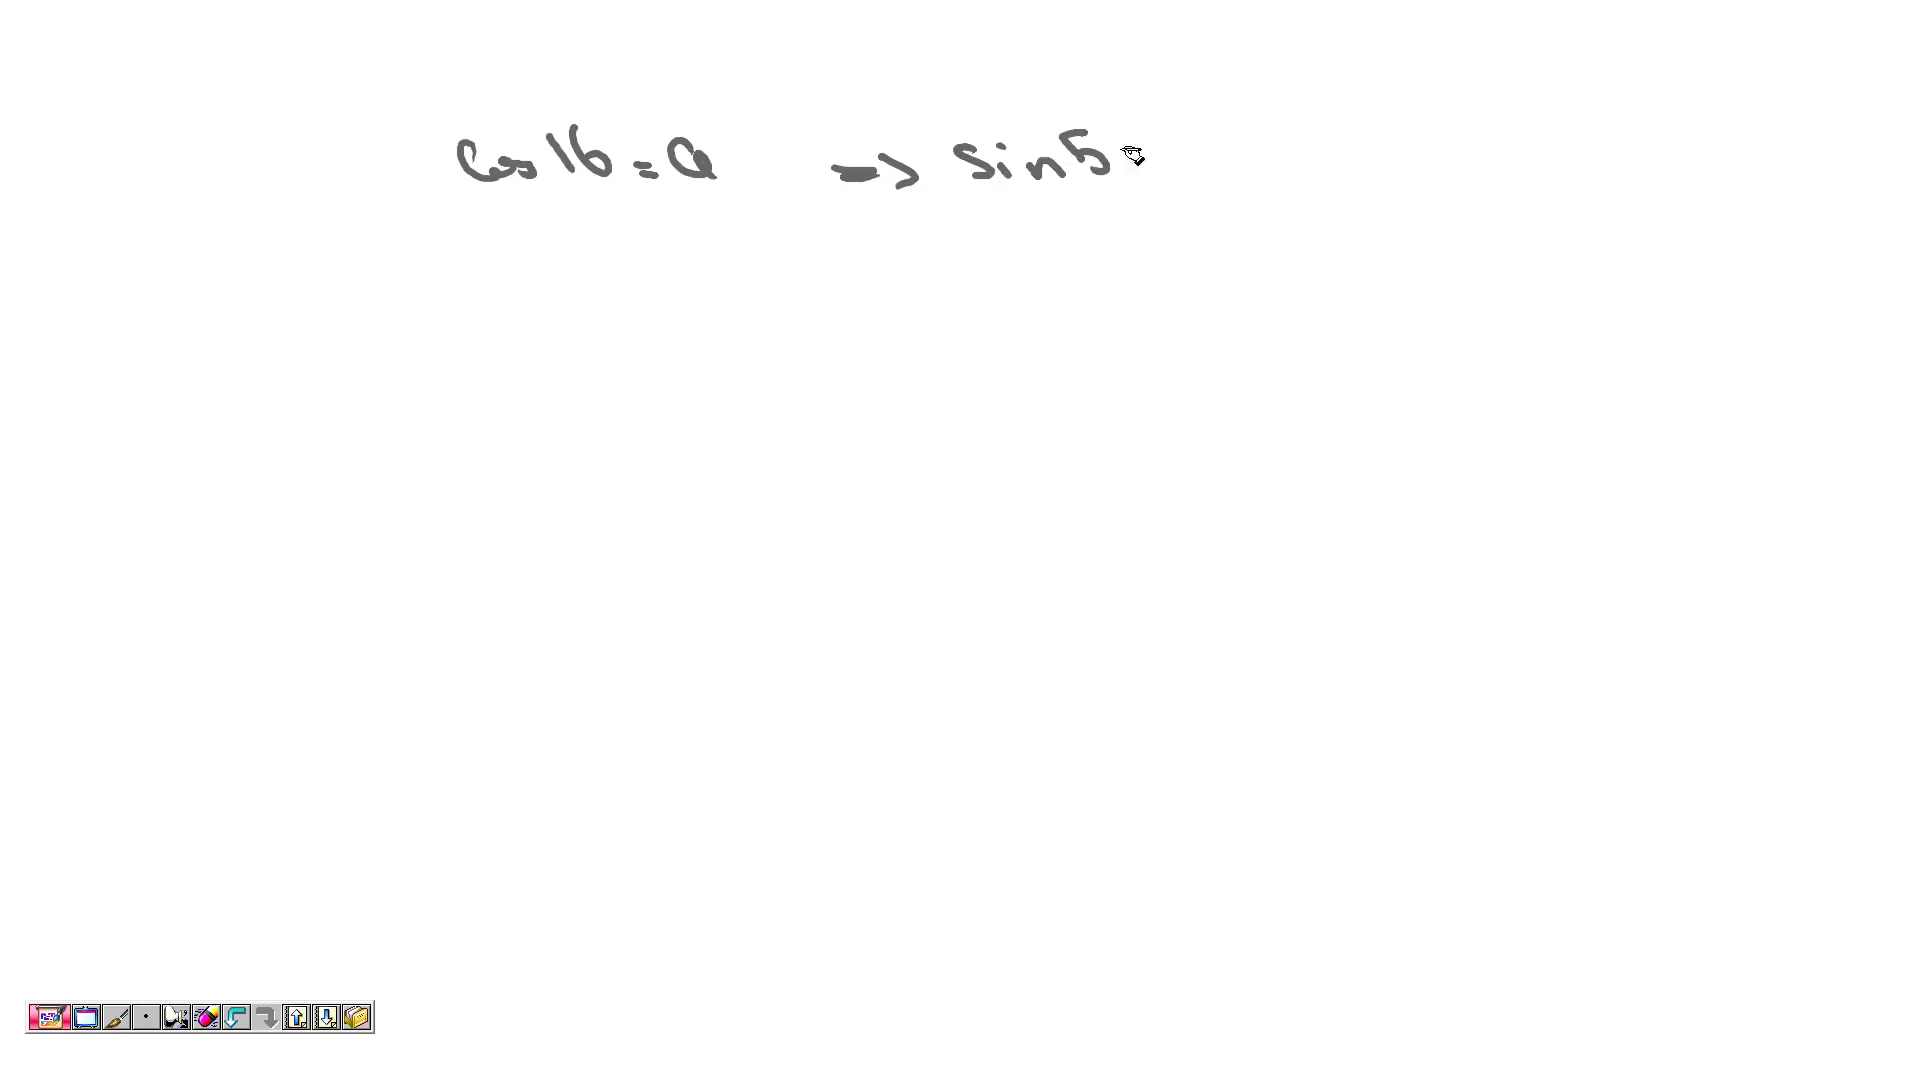 cos 16 = a → sin 5